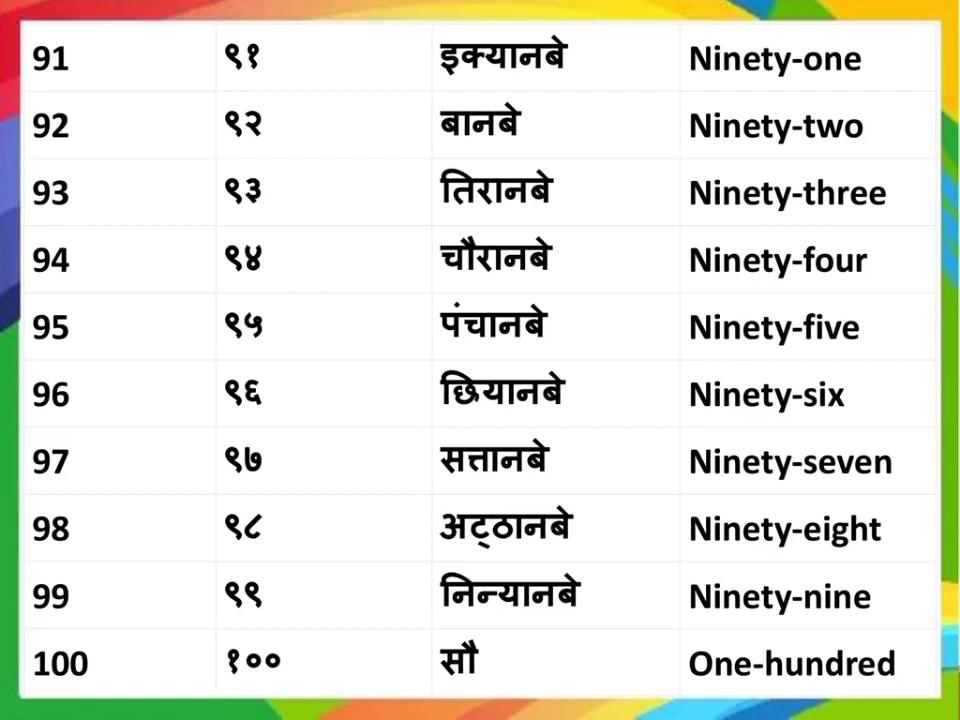 91 ९१ इक्यानबे Ninety-one
92 ९२ बानबे Ninety-two
93 ९३ तिरानबे Ninety-three
94 ९४ चौरानबे Ninety-four
95 ९५ पंचानबे Ninety-five
96 ९६ छियानबे Ninety-six
97 ९७ सत्तानबे Ninety-seven
98 ९८ अट्ठानबे Ninety-eight
99 ९९ निन्यानबे Ninety-nine
100 १०० सौ One-hundred